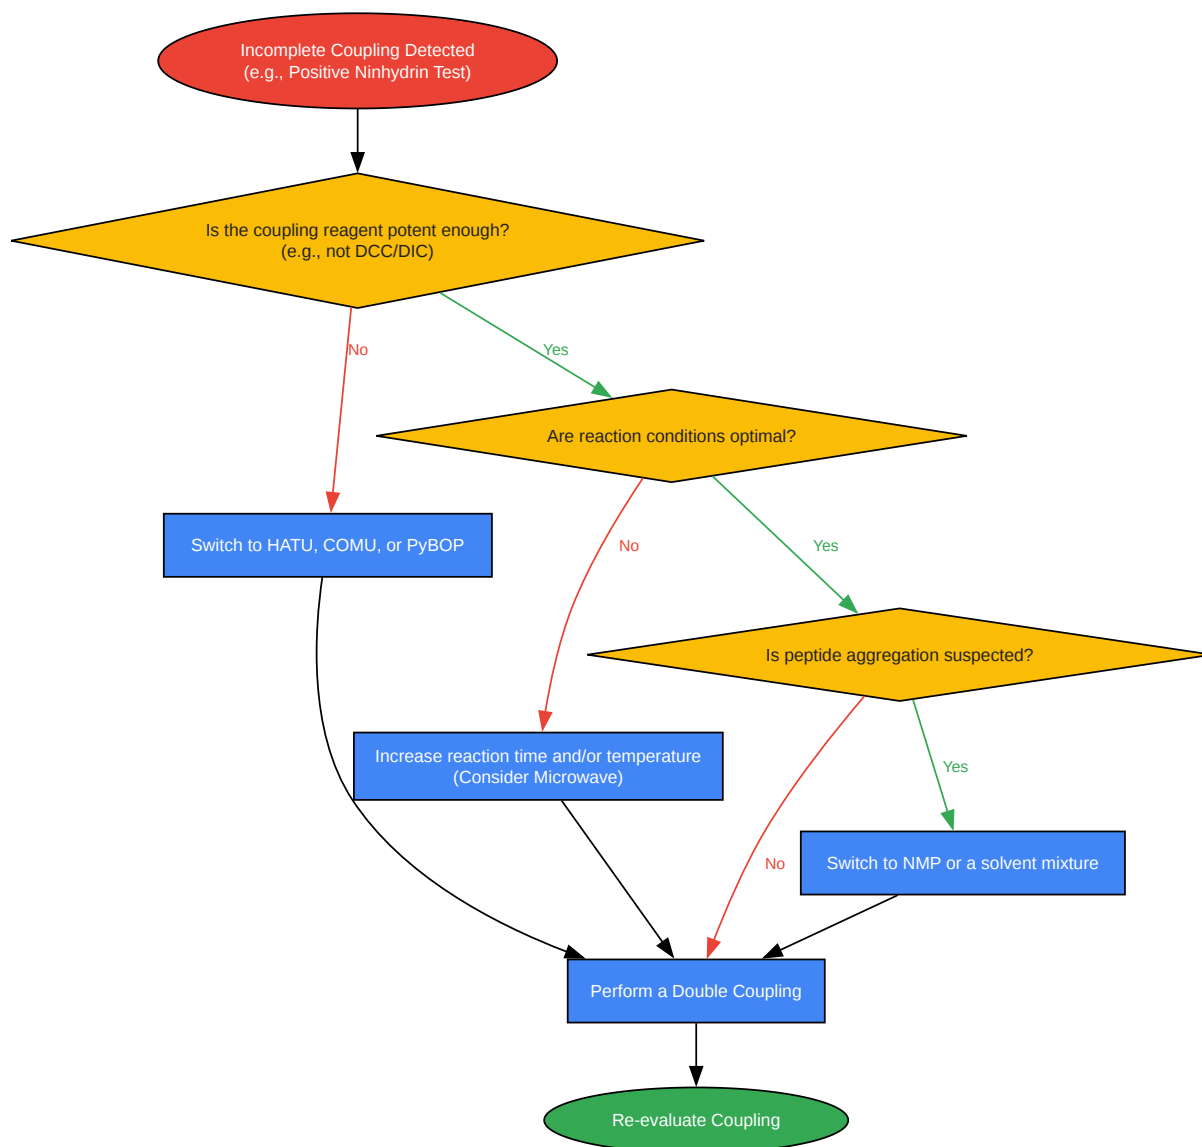 Incomplete Coupling Detected
(e.g., Positive Ninhydrin Test)
Is the coupling reagent potent enough?
(e.g., not DCC/DIC)
No
Yes
Are reaction conditions optimal?
Switch to HATU, COMU, or PyBOP
No
Yes
Is peptide aggregation suspected?
Increase reaction time and/or temperature
(Consider Microwave)
Yes
No
Switch to NMP or a solvent mixture
Perform a Double Coupling
Re-evaluate Coupling